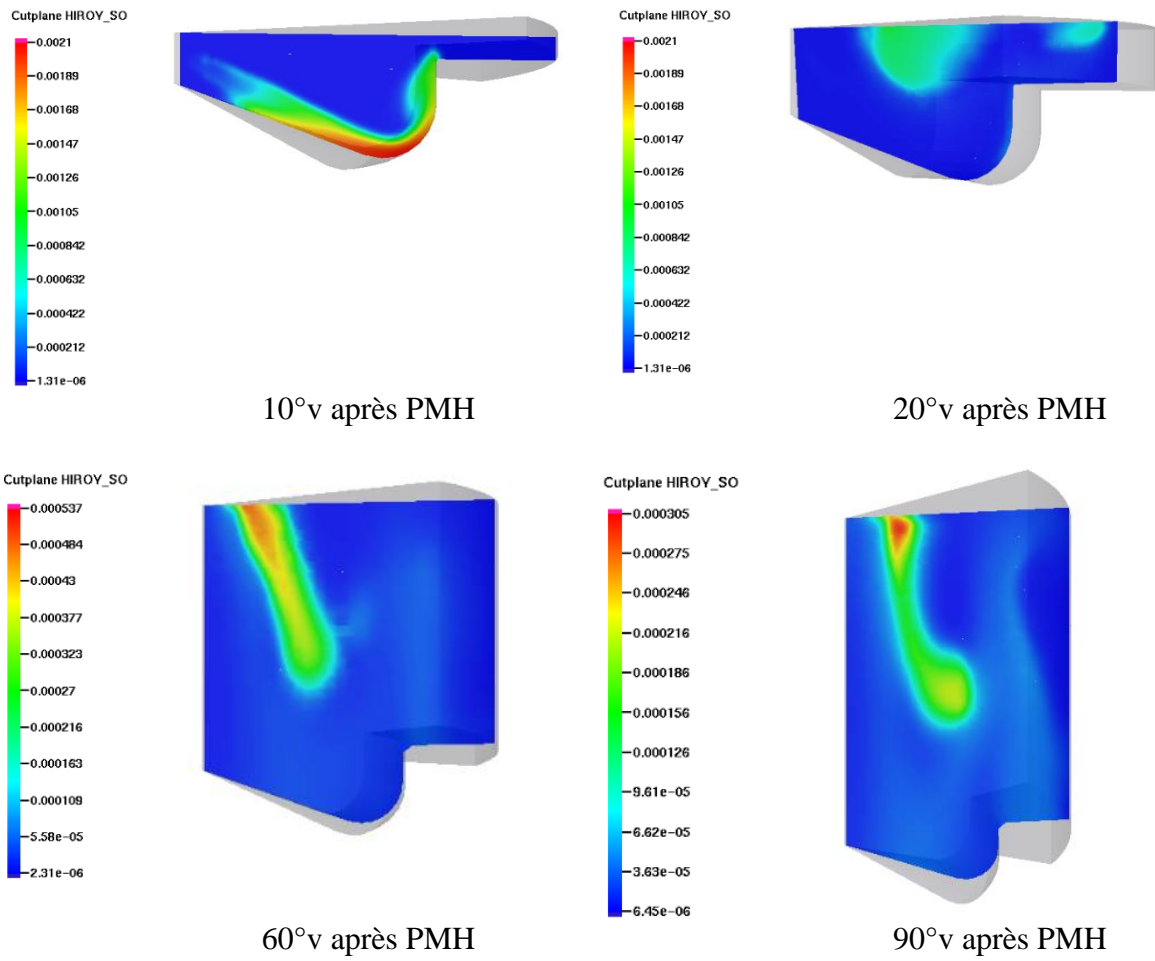 Cutplane HIROY_SO
0.0021
0.00189
0.00168
0.00147
0.00126
0.00105
0.000842
0.000632
0.000422
0.000212
1.31e-06
10°v après PMH
Cutplane HIROY_SO
0.0021
0.00189
0.00168
0.00147
0.00126
0.00105
0.000842
0.000632
0.000422
0.000212
1.31e-06
20°v après PMH
Cutplane HIROY_SO
0.000537
0.000484
0.00043
0.000377
0.000323
0.00027
0.000216
0.000163
0.000109
5.58e-05
2.31e-06
60°v après PMH
Cutplane HIROY_SO
0.000305
0.000275
0.000246
0.000216
0.000186
0.000156
0.000126
9.61e-05
6.62e-05
3.63e-05
6.45e-06
90°v après PMH